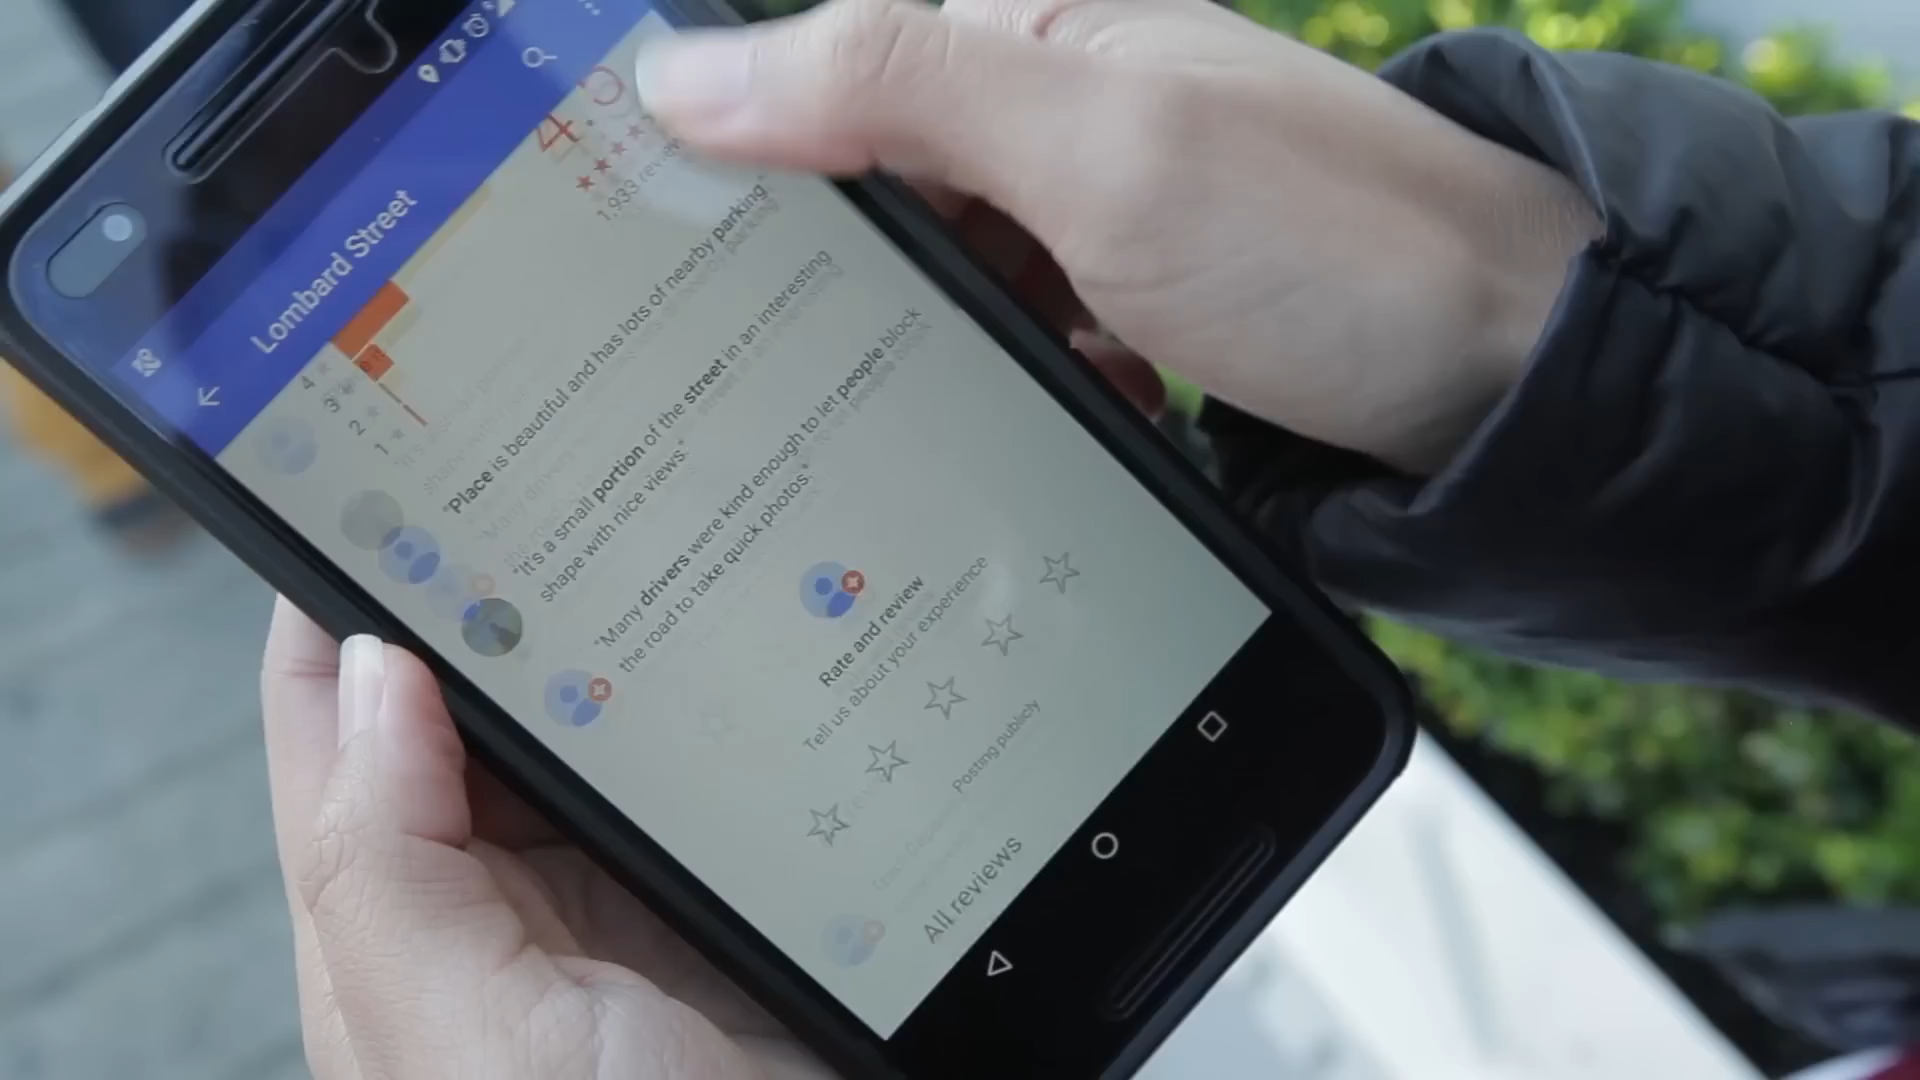 Lombard Street
4
3
2
1
1,933
"Place is beautiful and has lots of nearby parking"
"It's a small portion of the street in an interesting
shape with nice views."
"Many drivers were kind enough to let people block
the road to take quick photos."
Rate and review
Tell us about your experience
Posting publicly
All reviews